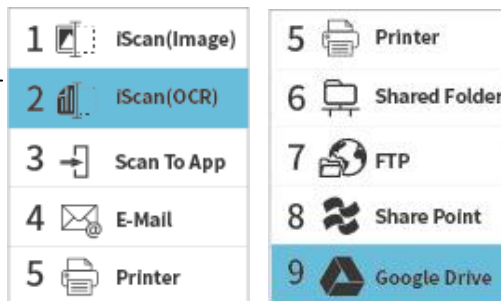 1 iScan(Image)
2 iScan(OCR)
3 Scan To App
4 E-Mail
5 Printer
5 Printer
6 Shared Folder
7 FTP
8 Share Point
9 Google Drive